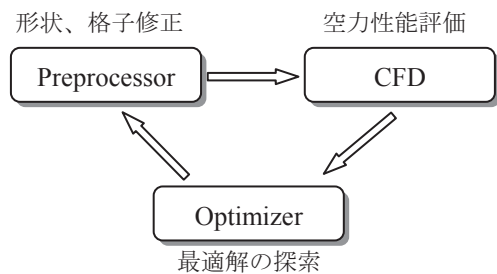 形状、格子修正
空力性能評価
Preprocessor
CFD
Optimizer
最適解の探索